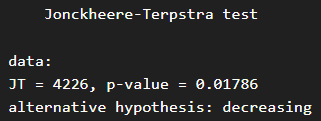 Jonckheere-Terpstra test
data:
JT = 4226, p-value = 0.01786
alternative hypothesis: decreasing